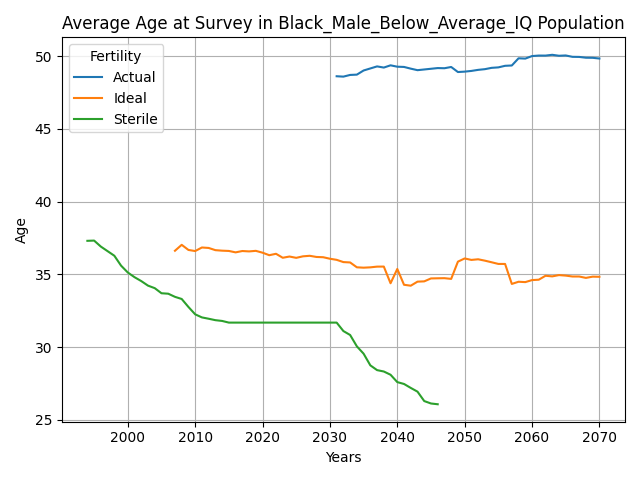 Average Age at Survey in Black_Male_Below_Average_IQ Population
Fertility
Actual
Ideal
Sterile
Age
50
45
40
35
30
25
2000
2010
2020
2030
2040
2050
2060
2070
Years